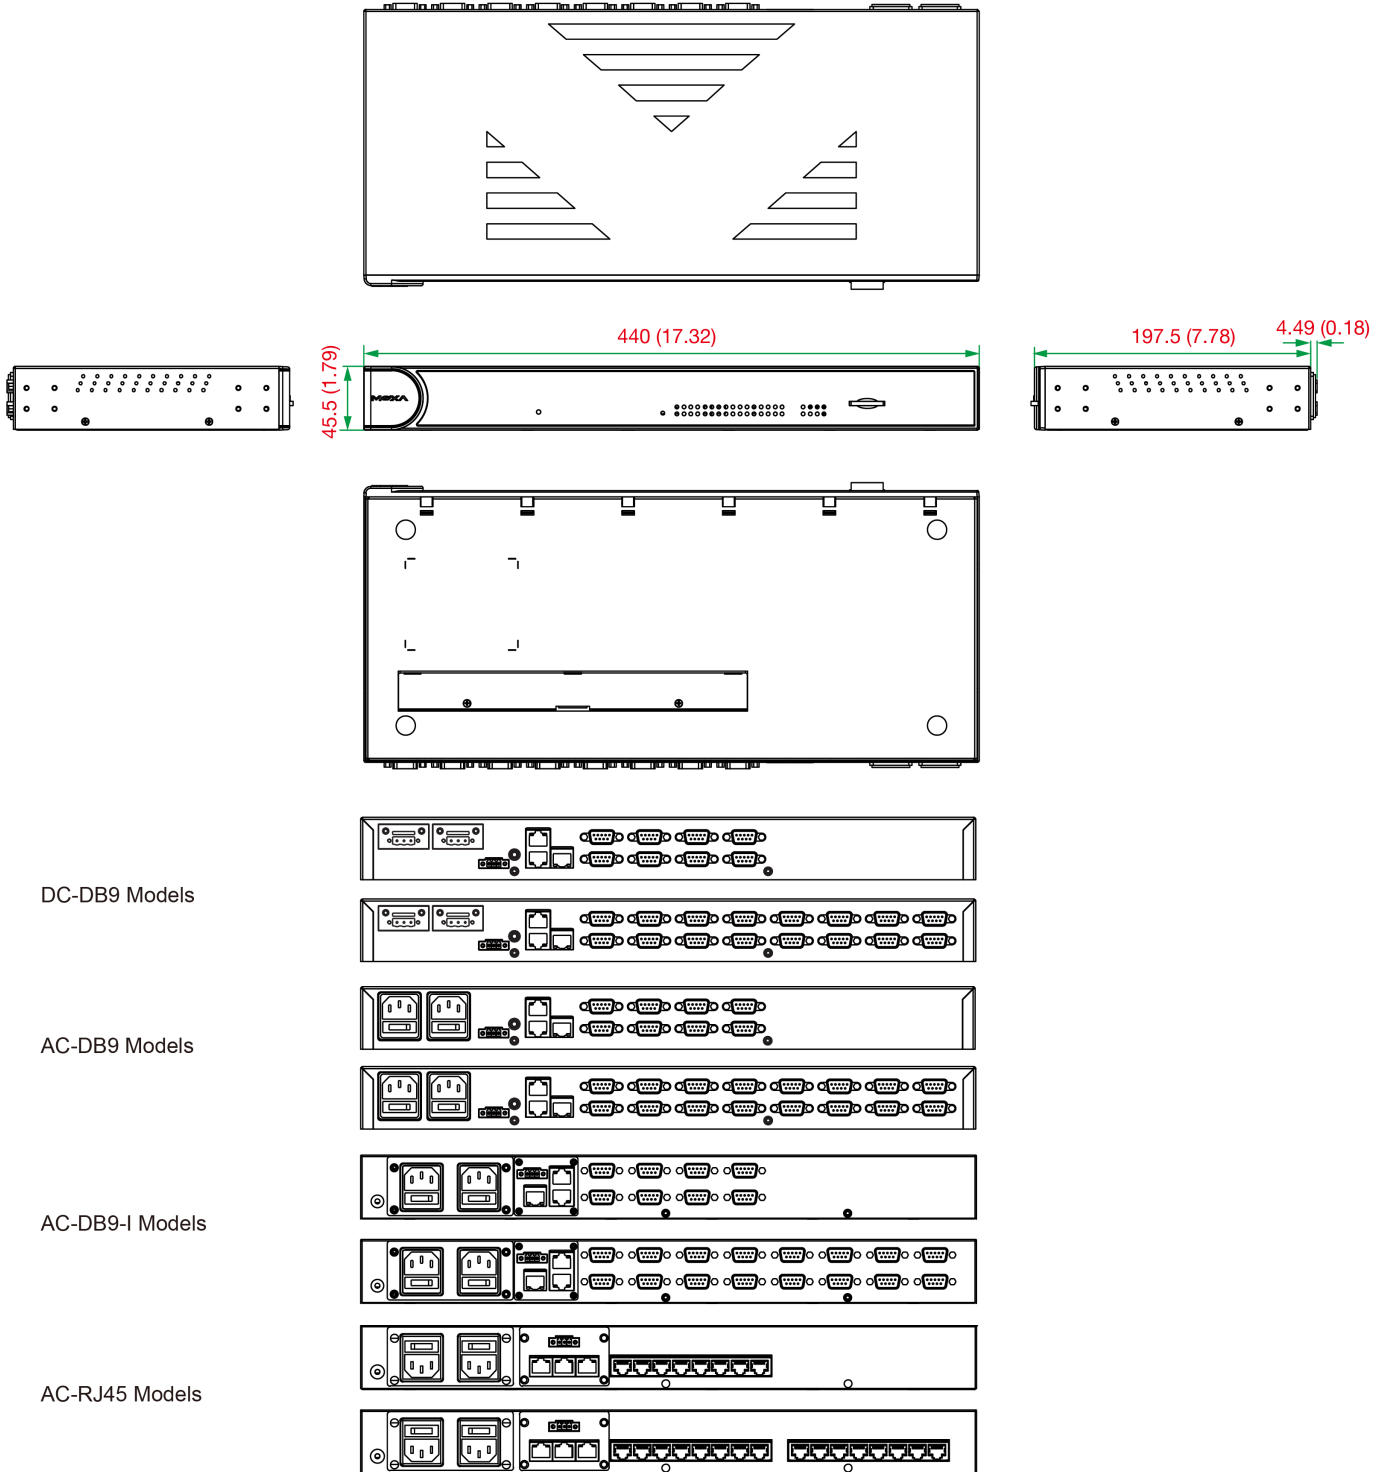 440 (17.32)
197.5 (7.78)
4.49 (0.18)
45.5 (1.79)
MOXA
DC-DB9 Models
AC-DB9 Models
AC-DB9-I Models
AC-RJ45 Models